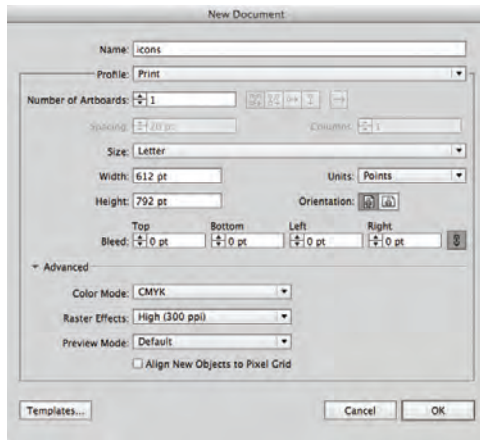 New Document
Name: icons
Profile: Print
Number of Artboards: 1
Spacing: 20 pt Columns: 1
Size: Letter
Width: 612 pt Units: Points
Height: 792 pt Orientation:
Top Bottom Left Right
Bleed: 0 pt 0 pt 0 pt 0 pt
Advanced
Color Mode: CMYK
Raster Effects: High (300 ppi)
Preview Mode: Default
Align New Objects to Pixel Grid
Templates... Cancel OK